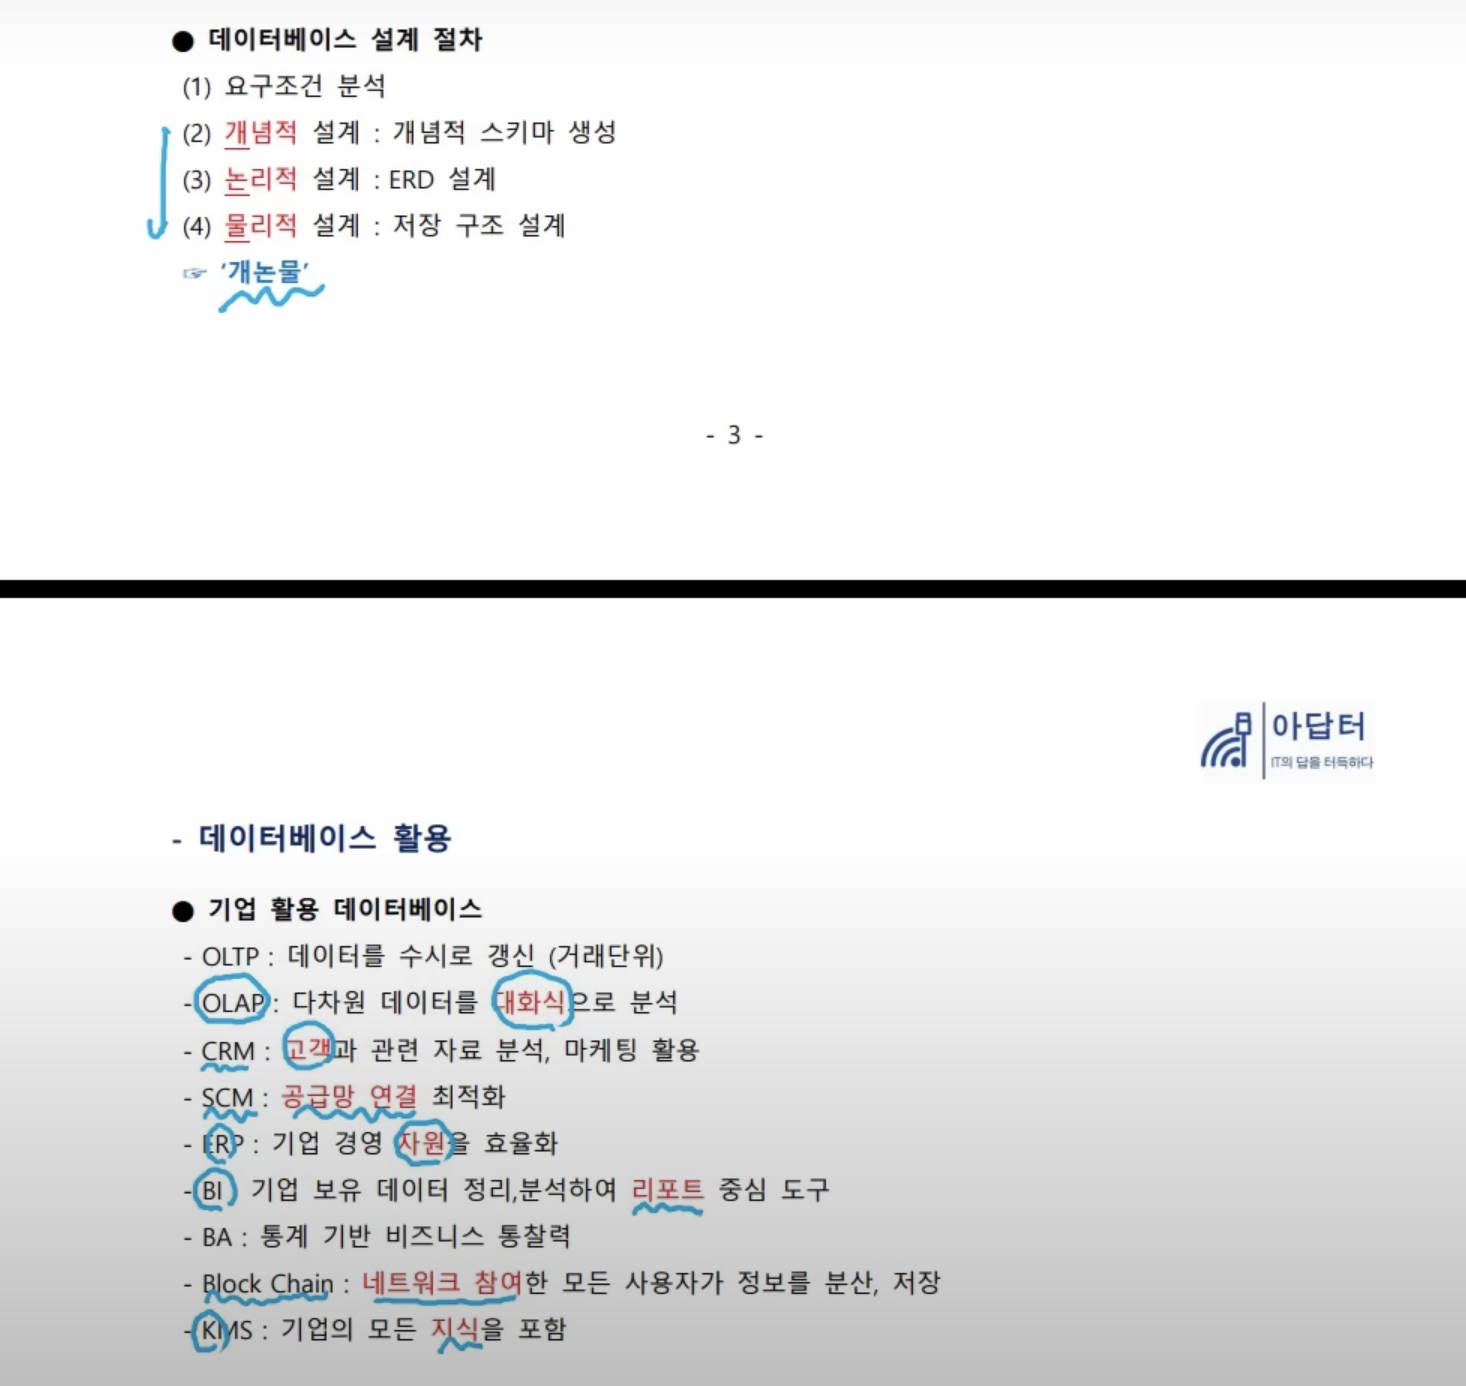 ● 데이터베이스 설계 절차
(1) 요구조건 분석
(2) 개념적 설계 : 개념적 스키마 생성
(3) 논리적 설계 : ERD 설계
(4) 물리적 설계 : 저장 구조 설계
☞ '개논물'
- 3 -
아답터
IT의 답을 터득하다
- 데이터베이스 활용
● 기업 활용 데이터베이스
- OLTP : 데이터를 수시로 갱신 (거래단위)
- OLAP : 다차원 데이터를 대화식으로 분석
- CRM : 고객과 관련 자료 분석, 마케팅 활용
- SCM : 공급망 연결 최적화
- ERP : 기업 경영 자원을 효율화
- BI 기업 보유 데이터 정리,분석하여 리포트 중심 도구
- BA : 통계 기반 비즈니스 통찰력
- Block Chain : 네트워크 참여한 모든 사용자가 정보를 분산, 저장
- KMS : 기업의 모든 지식을 포함